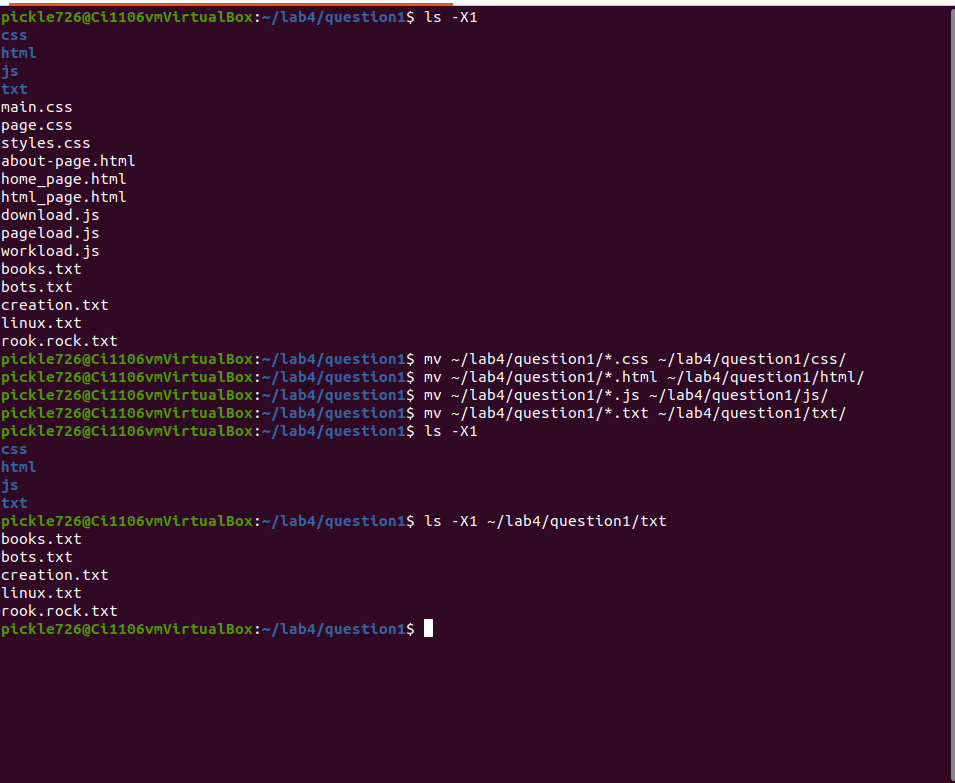 pickle726@Ci1106vmVirtualBox:~/lab4/question1$ ls -X1
css
html
js
txt
main.css
page.css
styles.css
about-page.html
home_page.html
html_page.html
download.js
pageload.js
workload.js
books.txt
bots.txt
creation.txt
linux.txt
rook.rock.txt
pickle726@Ci1106vmVirtualBox:~/lab4/question1$ mv ~/lab4/question1/*.css ~/lab4/question1/css/
pickle726@Ci1106vmVirtualBox:~/lab4/question1$ mv ~/lab4/question1/*.html ~/lab4/question1/html/
pickle726@Ci1106vmVirtualBox:~/lab4/question1$ mv ~/lab4/question1/*.js ~/lab4/question1/js/
pickle726@Ci1106vmVirtualBox:~/lab4/question1$ mv ~/lab4/question1/*.txt ~/lab4/question1/txt/
pickle726@Ci1106vmVirtualBox:~/lab4/question1$ ls -X1
css
html
js
txt
pickle726@Ci1106vmVirtualBox:~/lab4/question1$ ls -X1 ~/lab4/question1/txt
books.txt
bots.txt
creation.txt
linux.txt
rook.rock.txt
pickle726@Ci1106vmVirtualBox:~/lab4/question1$